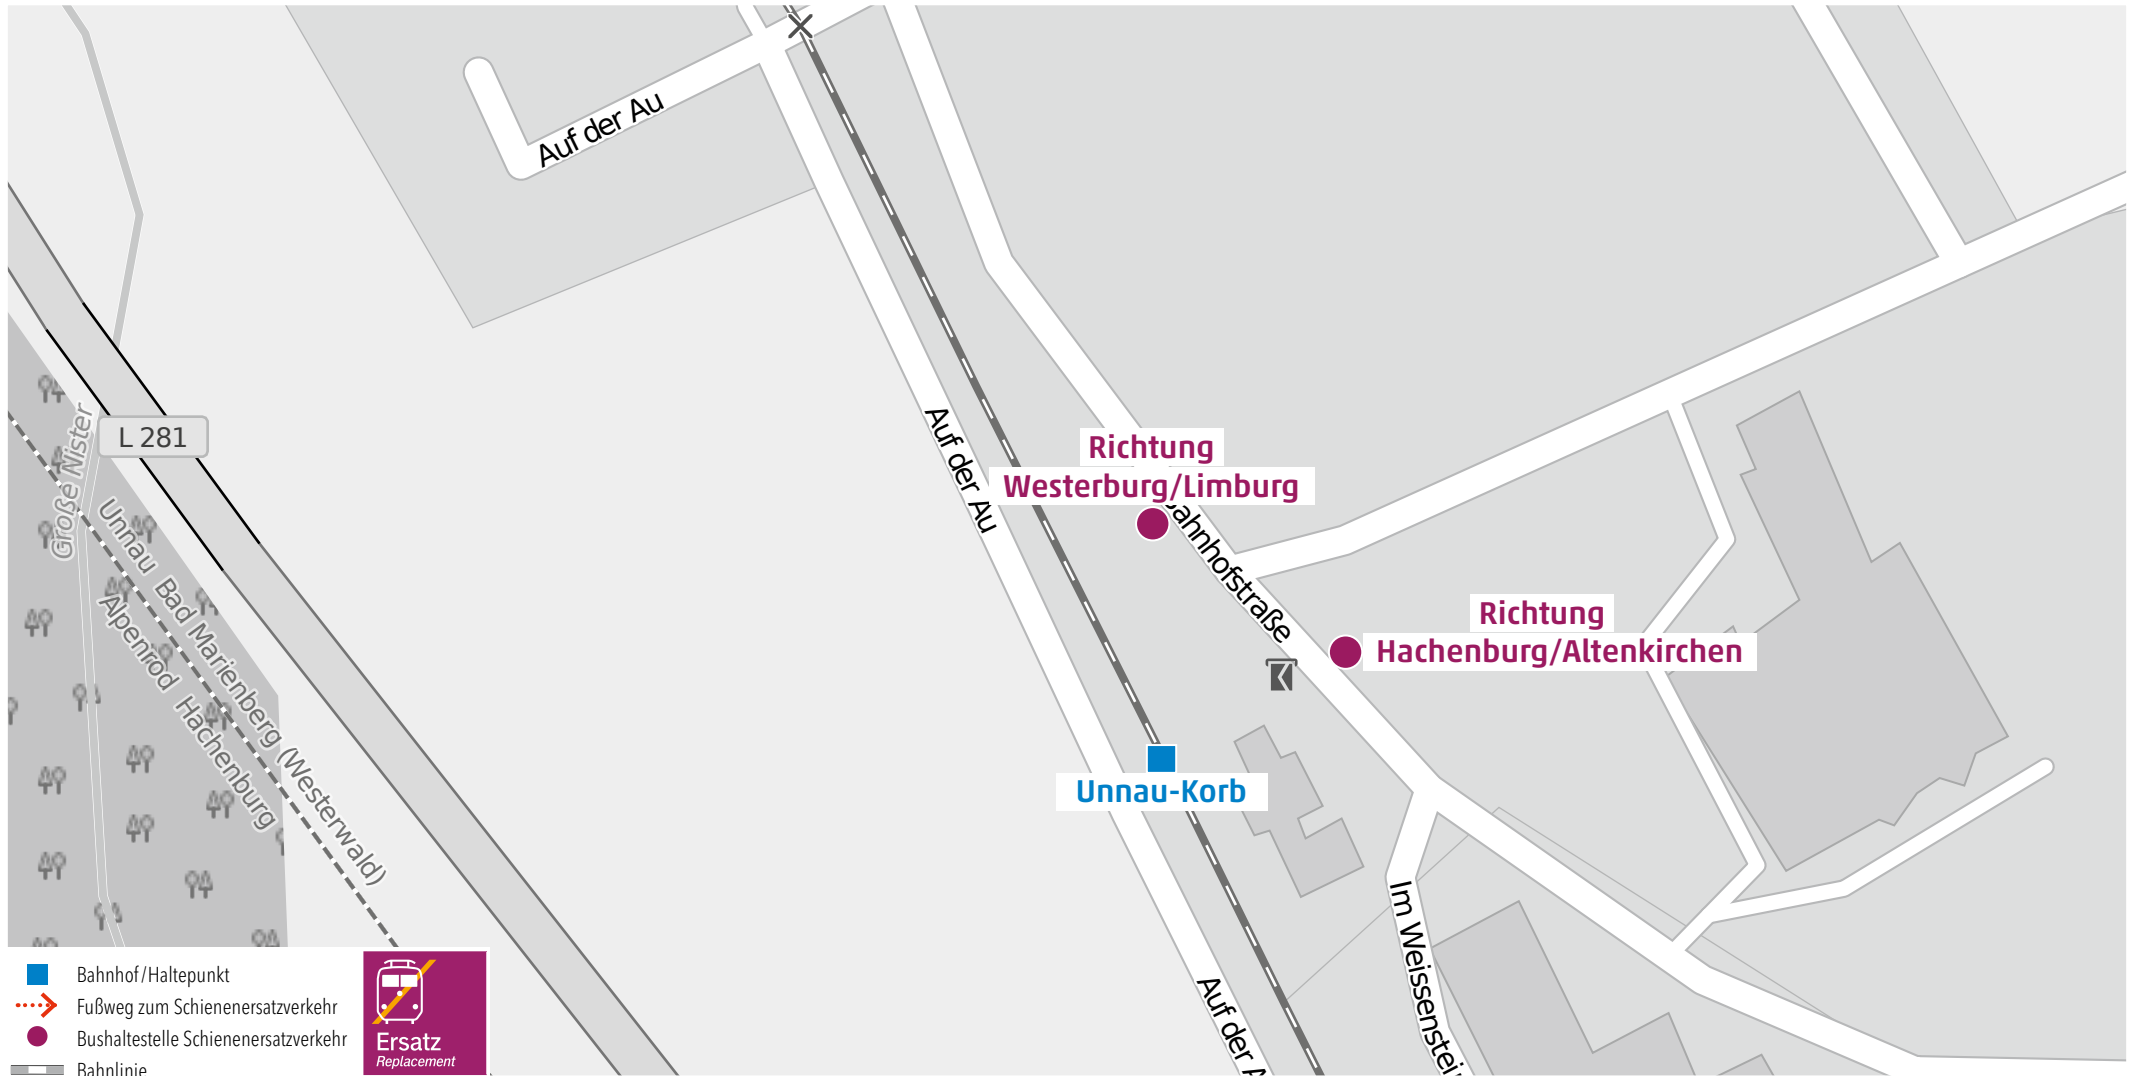 Auf der Au
L 281
Große Nister
Unnau Bad Marienberg (Westerwald)
Alpenrod Hachenburg
Auf der Au
Richtung
Westerburg/Limburg
Bahnhofstraße
Richtung
Hachenburg/Altenkirchen
Unnau-Korb
Im Weissenstei
Auf der A
Bahnhof/Haltepunkt
Fußweg zum Schienenersatzverkehr
Bushaltestelle Schienenersatzverkehr
Bahnlinie
Ersatz
Replacement